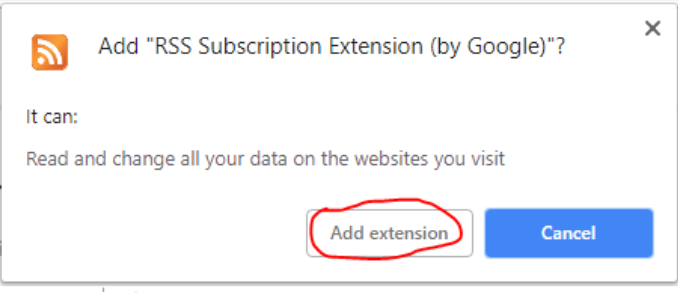 Add "RSS Subscription Extension (by Google)"?
It can:
Read and change all your data on the websites you visit
Add extension
Cancel